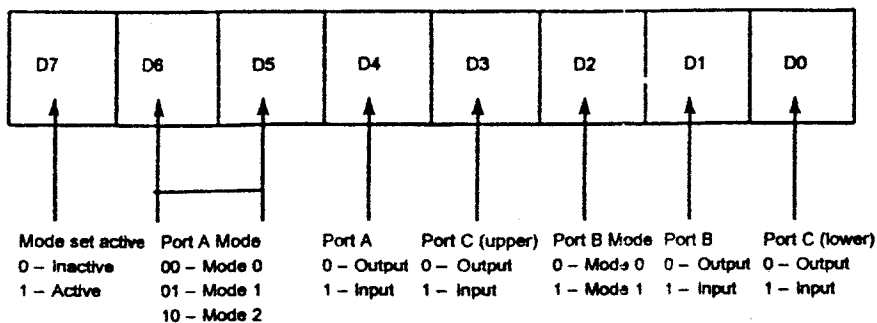 D7 D6 D5 D4 D3 D2 D1 D0
Mode set active Port A Mode Port A Port C (upper) Port B Mode Port B Port C (lower)
0 – Inactive 00 – Mode 0 0 – Output 0 – Output 0 – Mode 0 0 – Output 0 – Output
1 – Active 01 – Mode 1 1 – Input 1 – Input 1 – Mode 1 1 – Input 1 – Input
10 – Mode 2